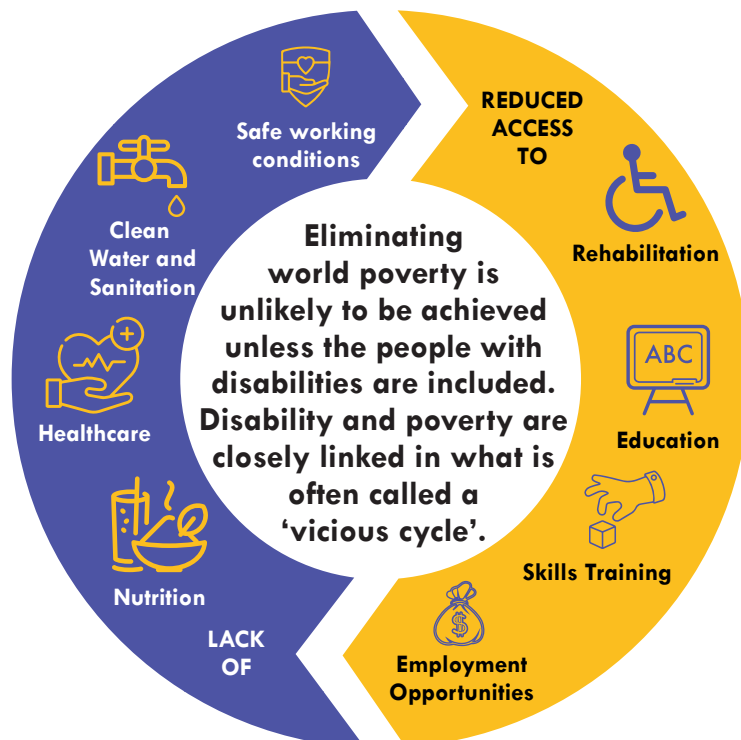 Eliminating
world poverty is
unlikely to be achieved
unless the people with
disabilities are included.
Disability and poverty are
closely linked in what is
often called a
‘vicious cycle’.
REDUCED
ACCESS
TO
Rehabilitation
ABC
Education
Skills Training
$
Employment
Opportunities
LACK
OF
Nutrition
Healthcare
Clean
Water and
Sanitation
Safe working
conditions